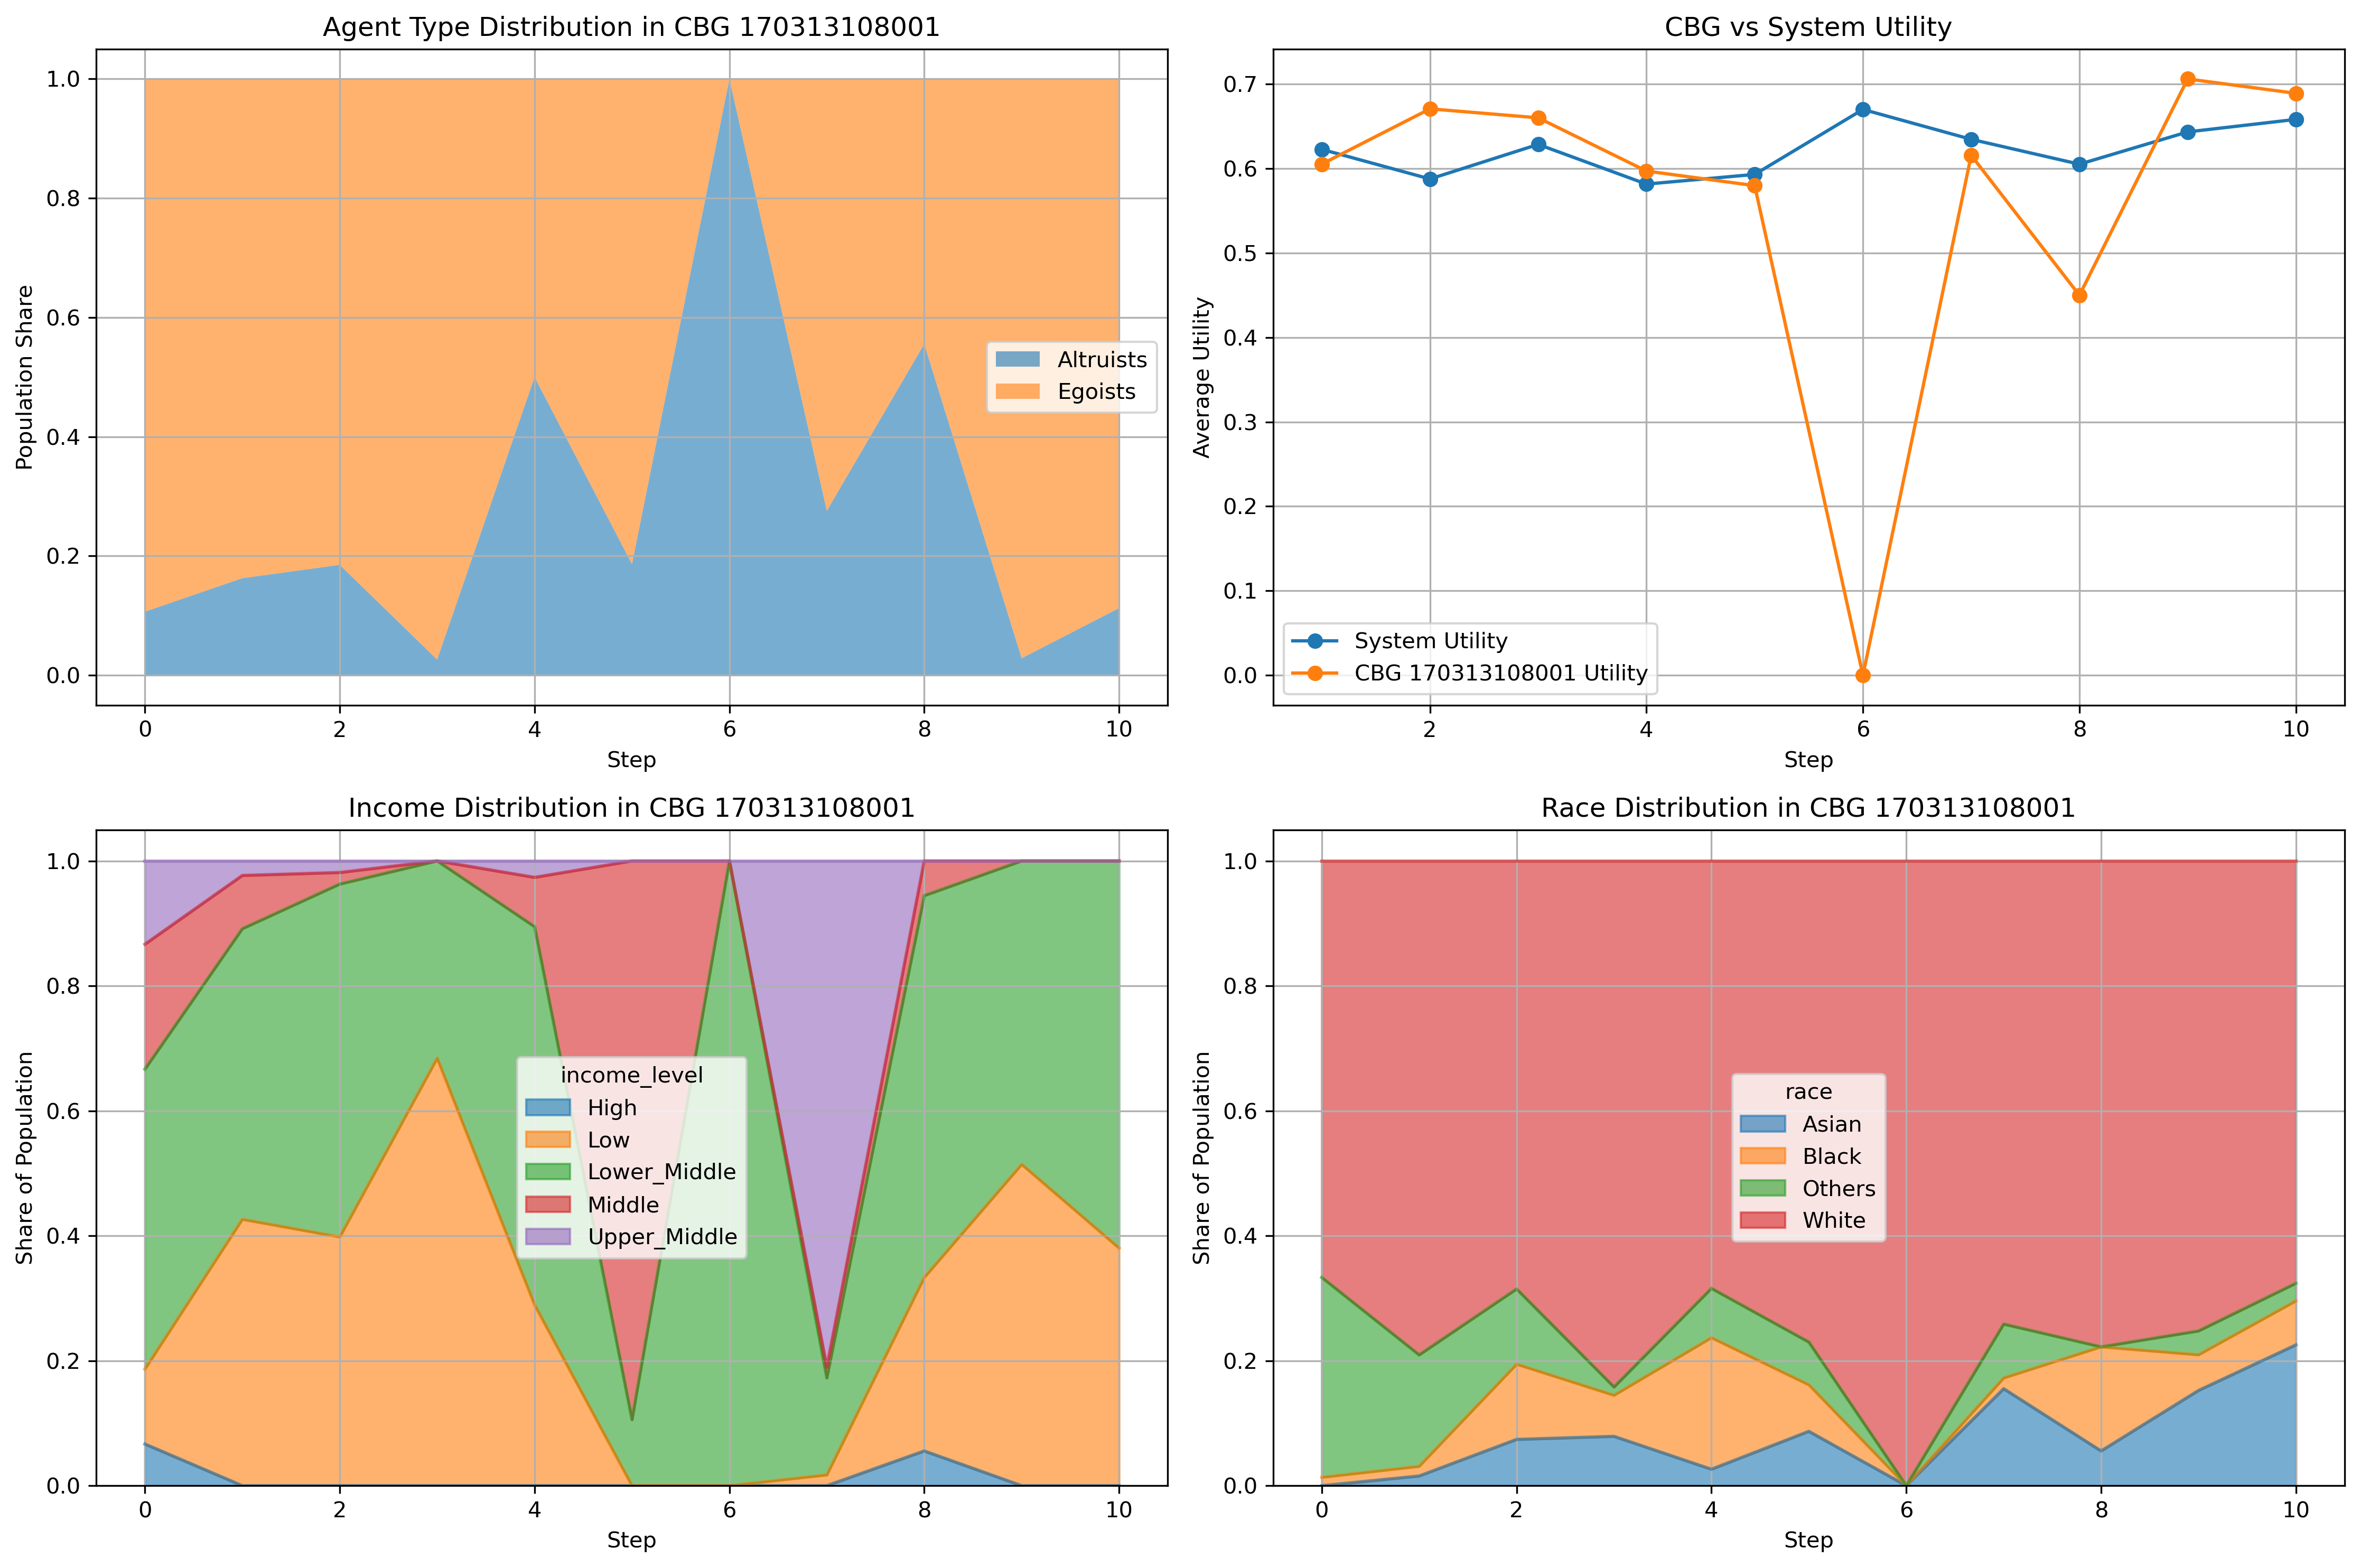 Agent Type Distribution in CBG 170313108001
1.0
0.8
0.6
0.4
0.2
0.0
Population Share
Altruists
Egoists
0 2 4 6 8 10
Step
CBG vs System Utility
0.7
0.6
0.5
0.4
0.3
0.2
0.1
0.0
Average Utility
System Utility
CBG 170313108001 Utility
2 4 6 8 10
Step
Income Distribution in CBG 170313108001
1.0
0.8
0.6
0.4
0.2
0.0
Share of Population
income_level
High
Low
Lower_Middle
Middle
Upper_Middle
0 2 4 6 8 10
Step
Race Distribution in CBG 170313108001
1.0
0.8
0.6
0.4
0.2
0.0
Share of Population
race
Asian
Black
Others
White
0 2 4 6 8 10
Step